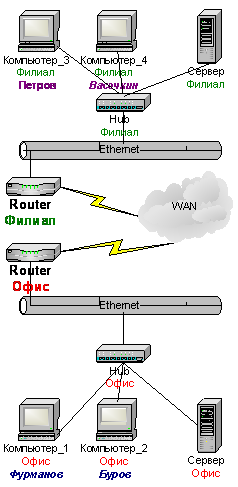 Компьютер_3 Компьютер_4
Филиал Филиал Сервер
Петров Васечкин Филиал
Hub
Филиал
Ethernet
Router
Филиал
WAN
Router
Офис
Ethernet
Hub
Офис
Компьютер_1 Компьютер_2 Сервер
Офис Офис Офис
Фурманов Буров